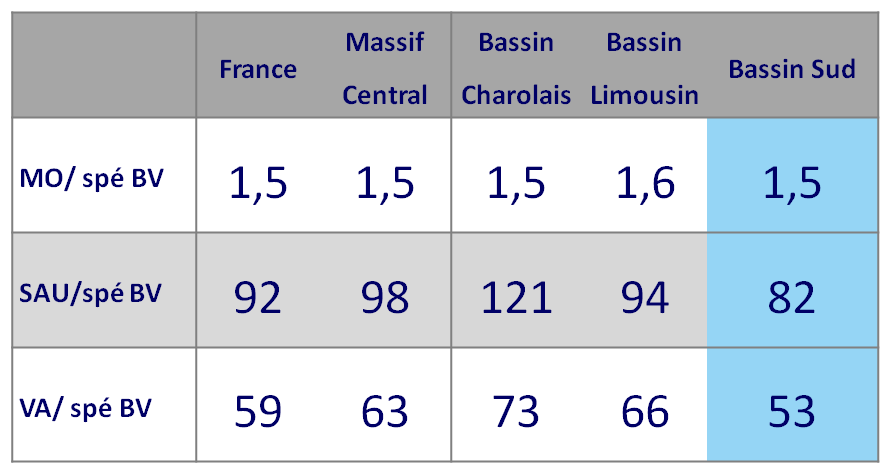 France Massif Central Bassin Charolais Bassin Limousin Bassin Sud
MO/ spé BV 1,5 1,5 1,5 1,6 1,5
SAU/spé BV 92 98 121 94 82
VA/ spé BV 59 63 73 66 53